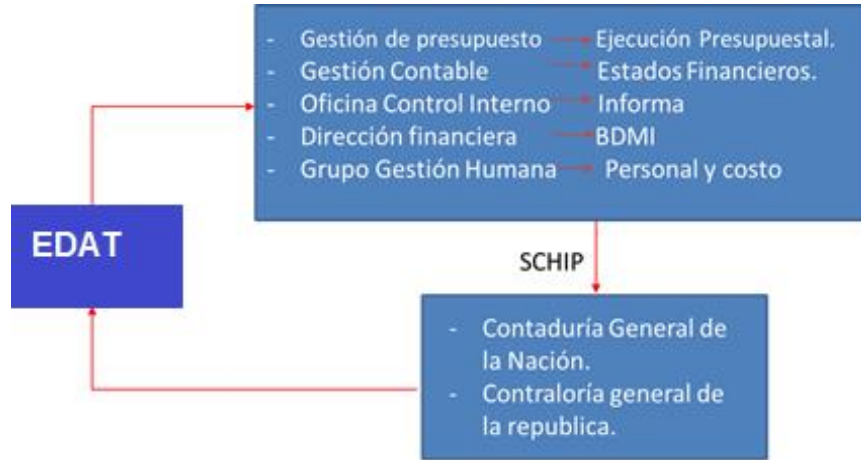 - Gestión de presupuesto Ejecución Presupuestal.
- Gestión Contable Estados Financieros.
- Oficina Control Interno Informa
- Dirección financiera BDMI
- Grupo Gestión Humana Personal y costo
EDAT
SCHIP
- Contaduría General de
la Nación.
- Contraloría general de
la republica.